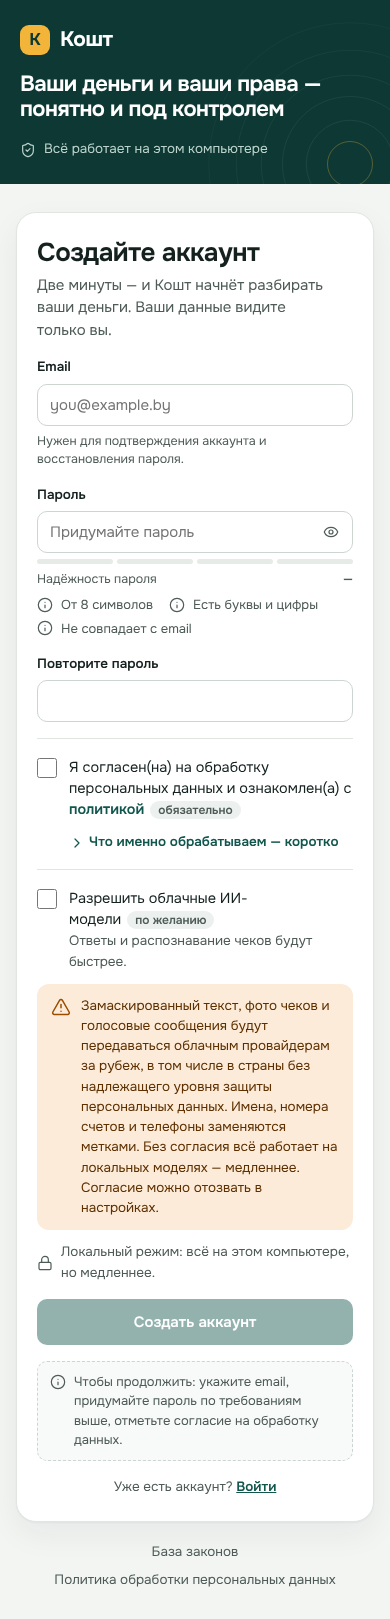 К Кошт
Ваши деньги и ваши права —
понятно и под контролем
Всё работает на этом компьютере
Создайте аккаунт
Две минуты — и Кошт начнёт разбирать
ваши деньги. Ваши данные видите
только вы.
Email
you@example.by
Нужен для подтверждения аккаунта и
восстановления пароля.
Пароль
Придумайте пароль
Надёжность пароля —
От 8 символов Есть буквы и цифры
Не совпадает с email
Повторите пароль
Я согласен(на) на обработку
персональных данных и ознакомлен(а) с
политикой обязательно
Что именно обрабатываем — коротко
Разрешить облачные ИИ-
модели по желанию
Ответы и распознавание чеков будут
быстрее.
Замаскированный текст, фото чеков и
голосовые сообщения будут
передаваться облачным провайдерам
за рубеж, в том числе в страны без
надлежащего уровня защиты
персональных данных. Имена, номера
счетов и телефоны заменяются
метками. Без согласия всё работает на
локальных моделях — медленнее.
Согласие можно отозвать в
настройках.
Локальный режим: всё на этом компьютере,
но медленнее.
Создать аккаунт
Чтобы продолжить: укажите email,
придумайте пароль по требованиям
выше, отметьте согласие на обработку
данных.
Уже есть аккаунт? Войти
База законов
Политика обработки персональных данных